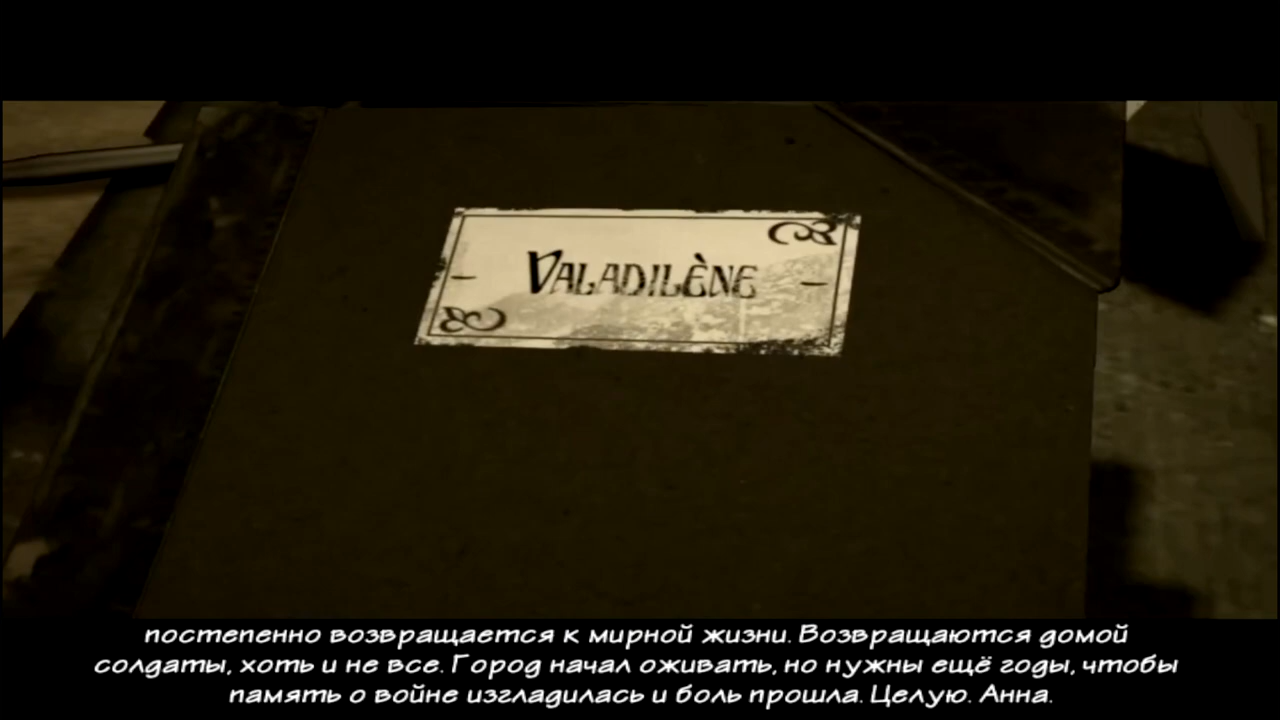 VALADILÈNE
постепенно возвращается к мирной жизни. Возвращаются домой
солдаты, хоть и не все. Город начал оживать, но нужны ещё годы, чтобы
память о войне изгладилась и боль прошла. Целую. Анна.